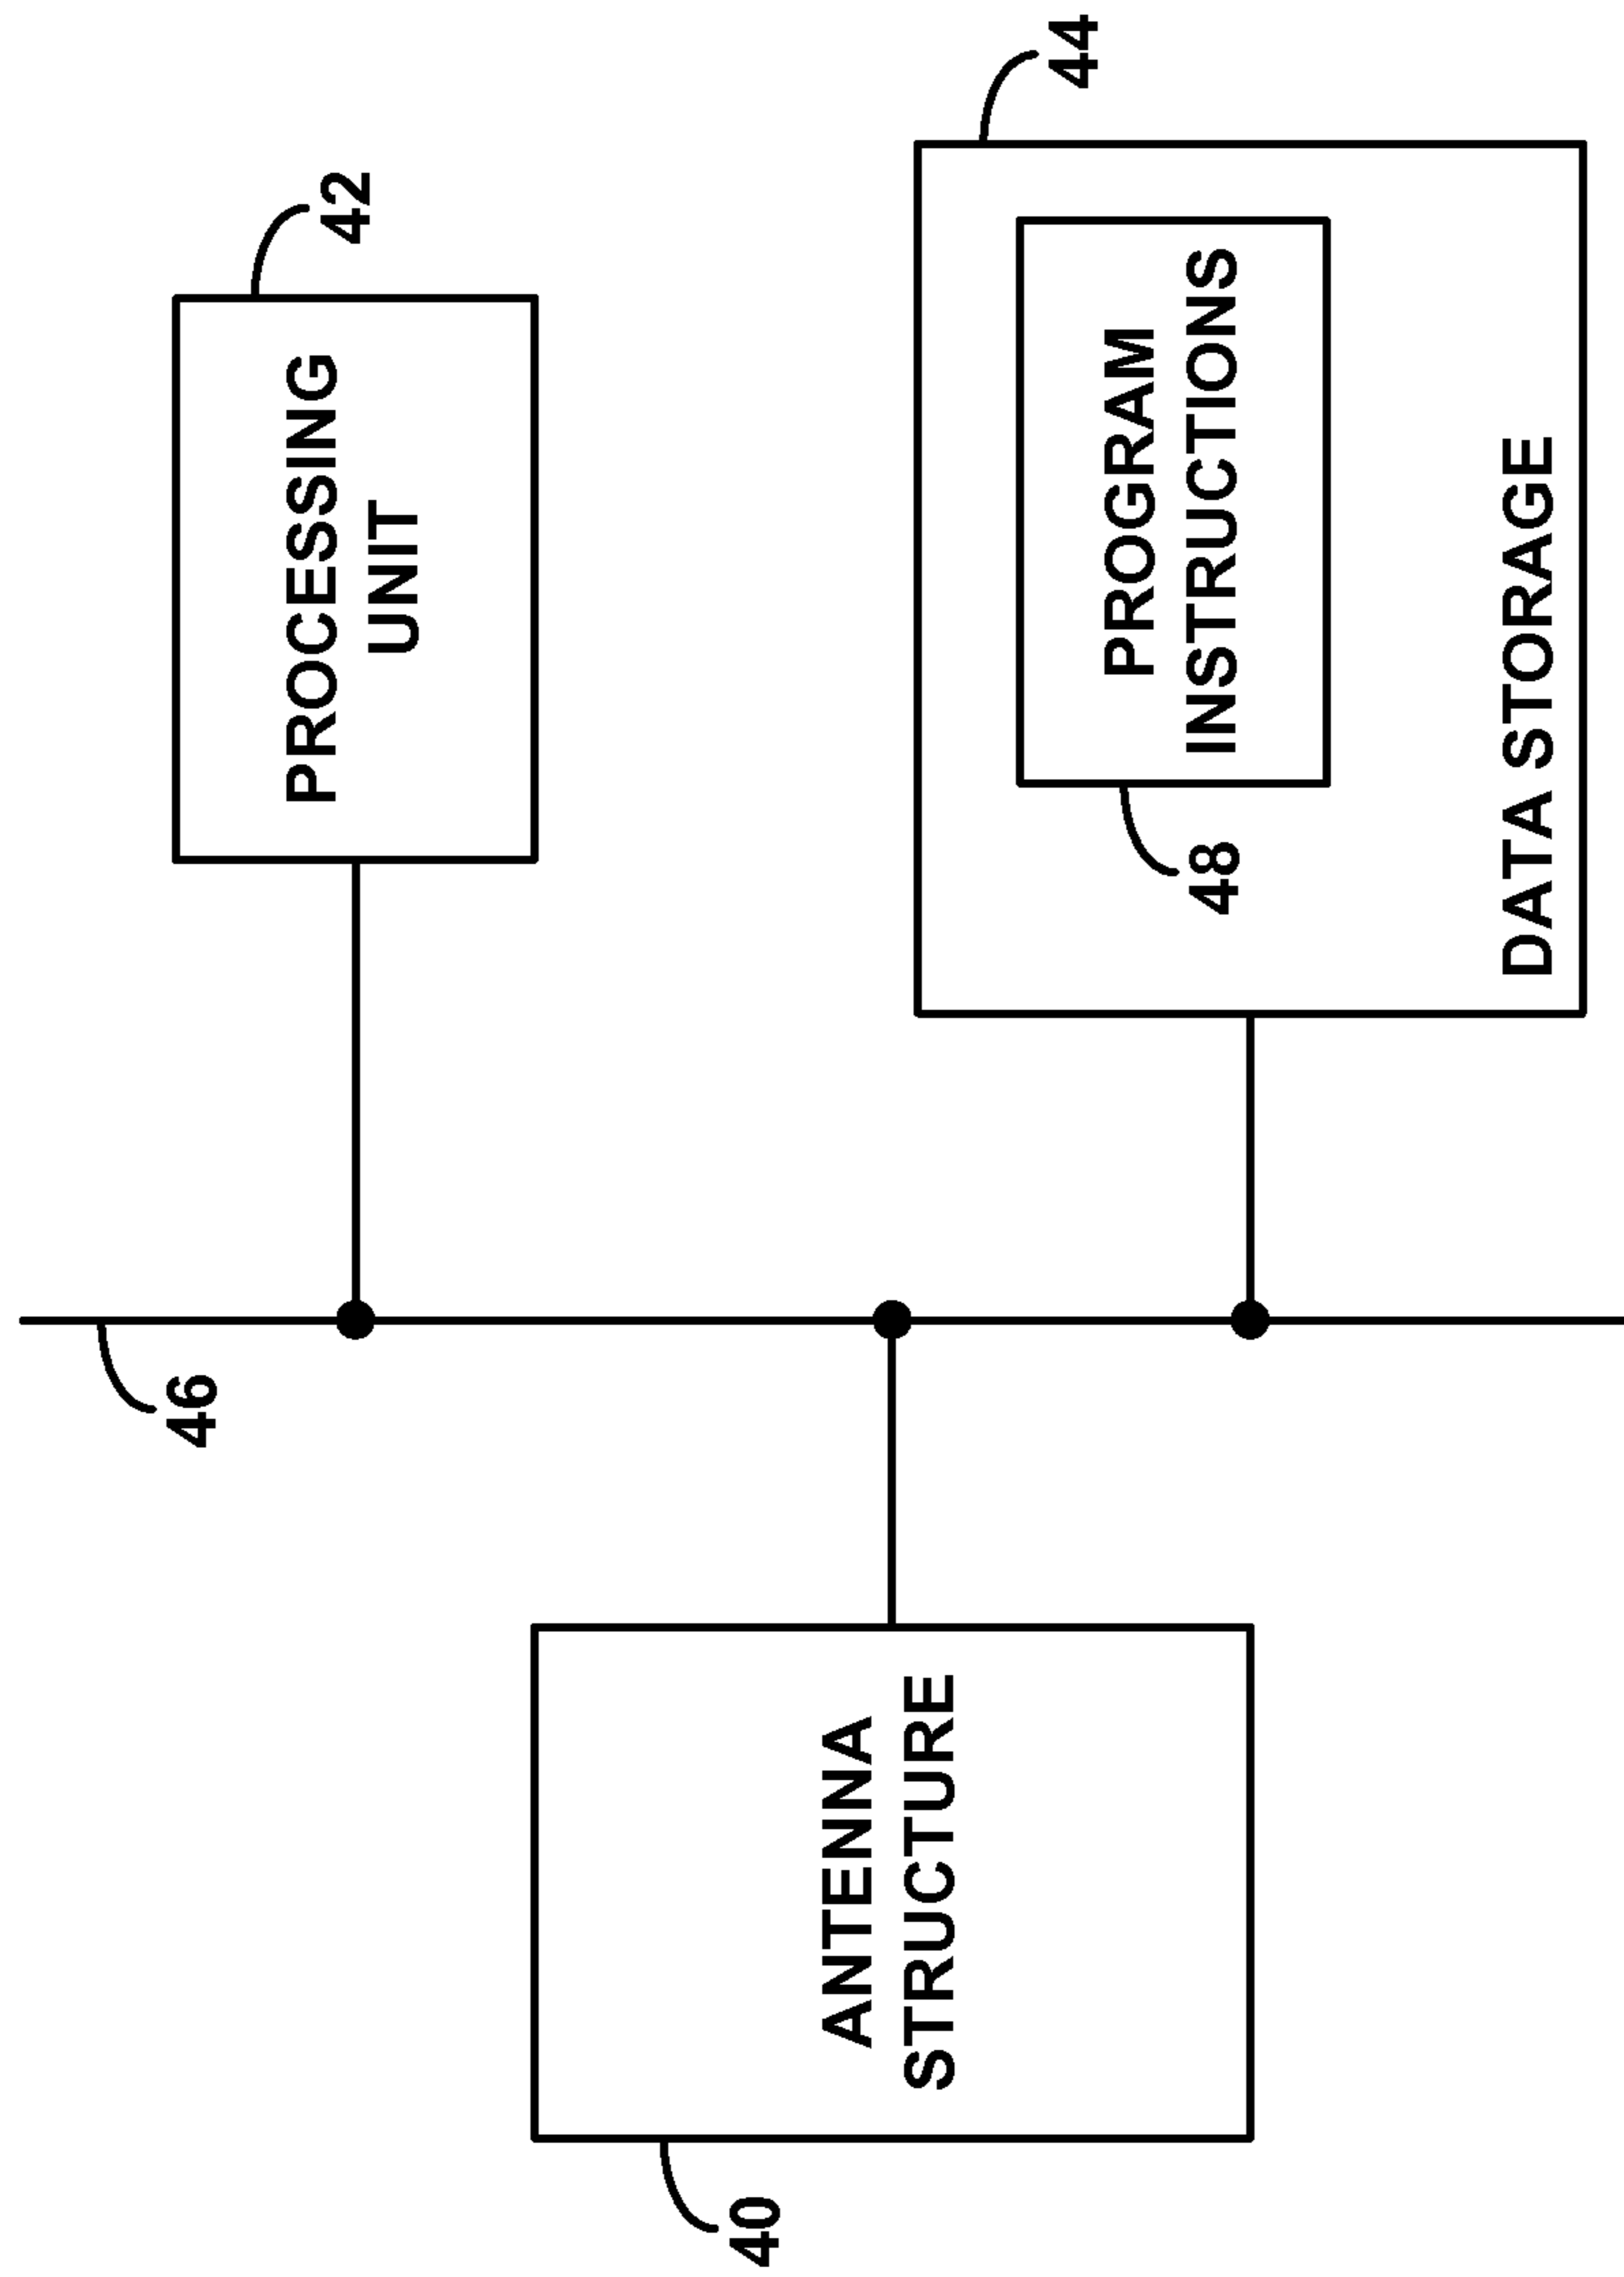 46
42
PROCESSING
UNIT
40
ANTENNA
STRUCTURE
44
PROGRAM
INSTRUCTIONS
48
DATA STORAGE